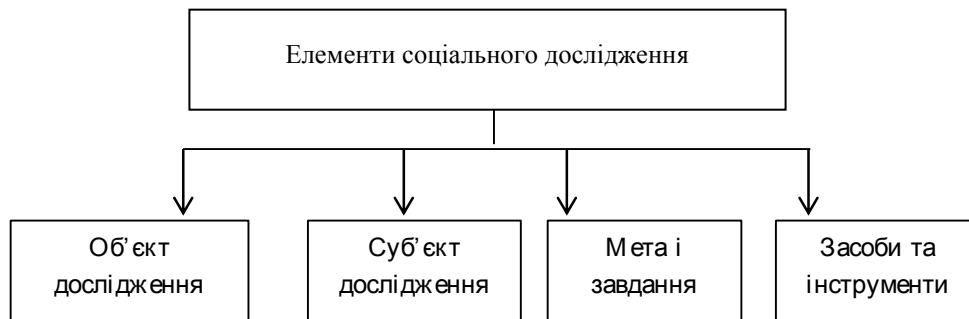 Елементи соціального дослідження
Об’єкт
дослідження
Суб’єкт
дослідження
Мета і
завдання
Засоби та
інструменти